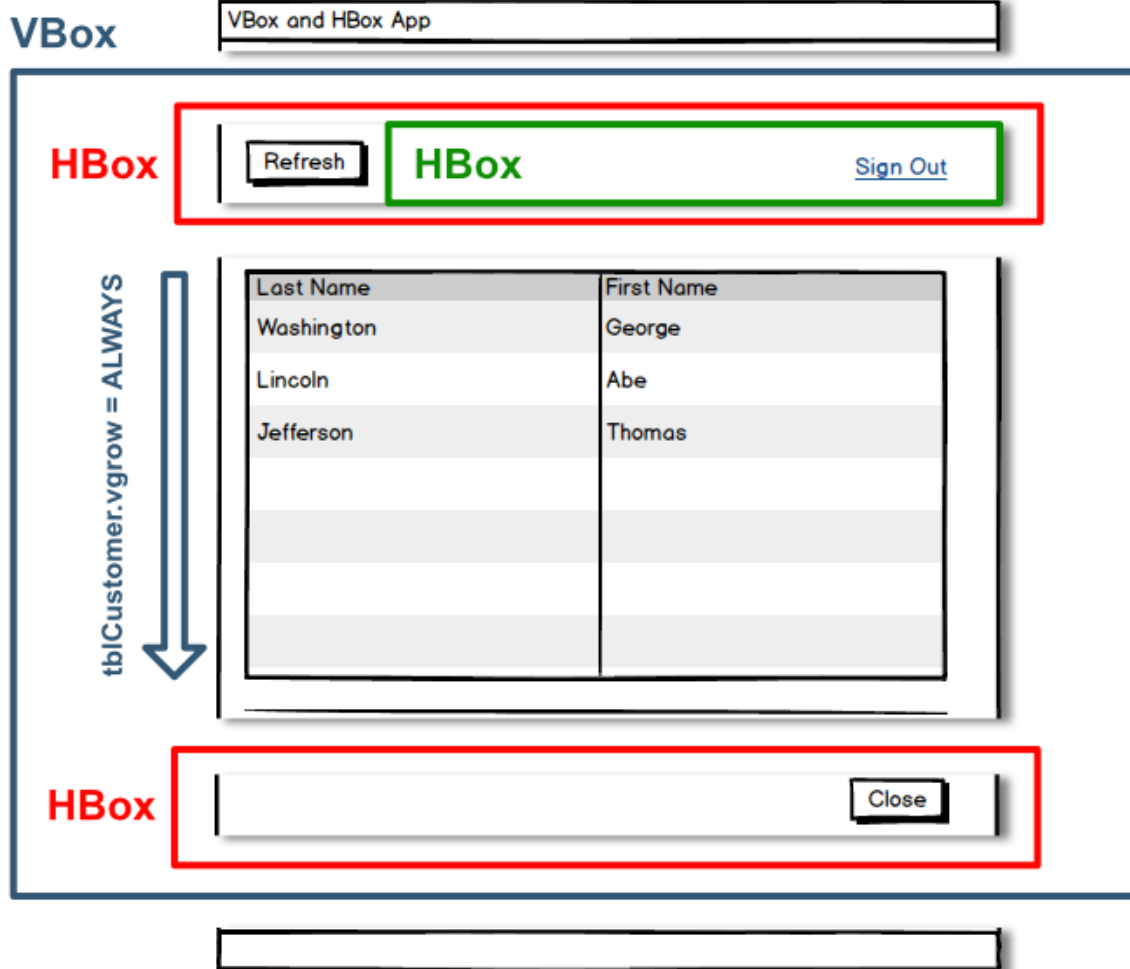 VBox
VBox and HBox App
HBox
Refresh
HBox
Sign Out
tblCustomer.vgrow = ALWAYS
Last Name First Name
Washington George
Lincoln Abe
Jefferson Thomas
HBox
Close